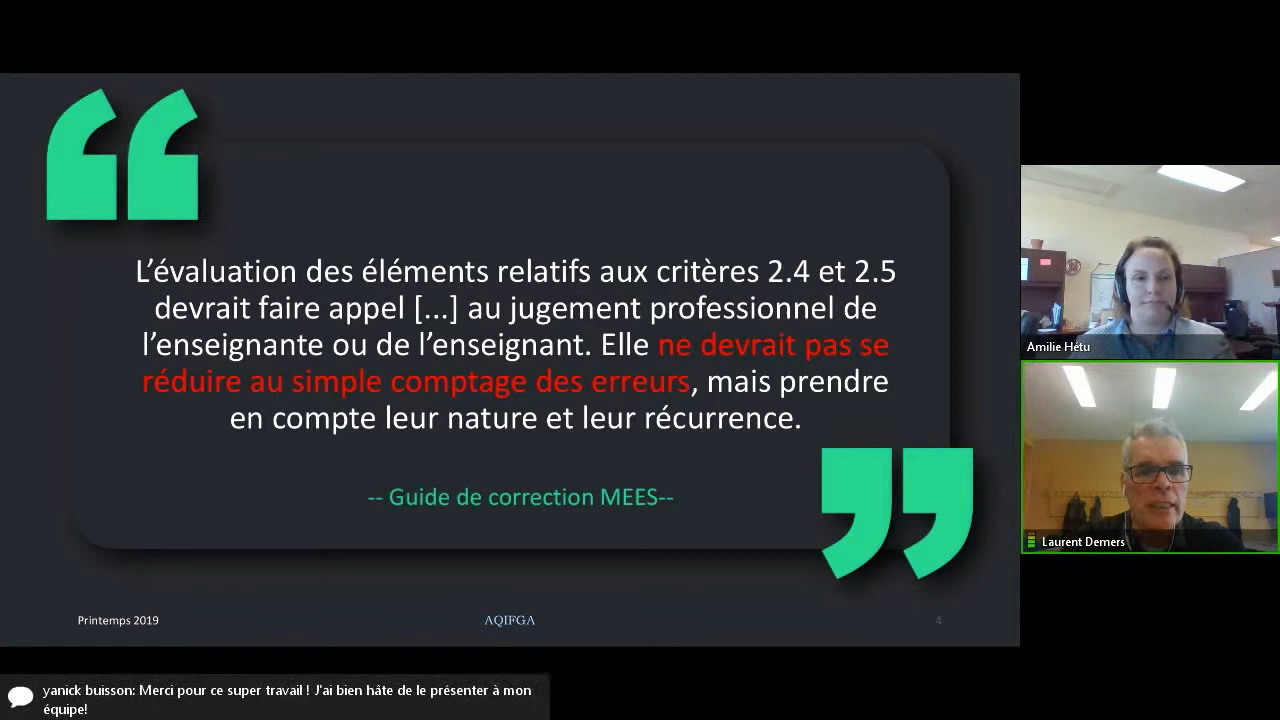 L'évaluation des éléments relatifs aux critères 2.4 et 2.5
devrait faire appel [...] au jugement professionnel de
l'enseignante ou de l'enseignant. Elle ne devrait pas se
réduire au simple comptage des erreurs, mais prendre
en compte leur nature et leur récurrence.
-- Guide de correction MEES--
Printemps 2019
AQIFGA
4
Amilie Hétu
Laurent Demers
yanick buisson: Merci pour ce super travail ! J'ai bien hâte de le présenter à mon
équipe!